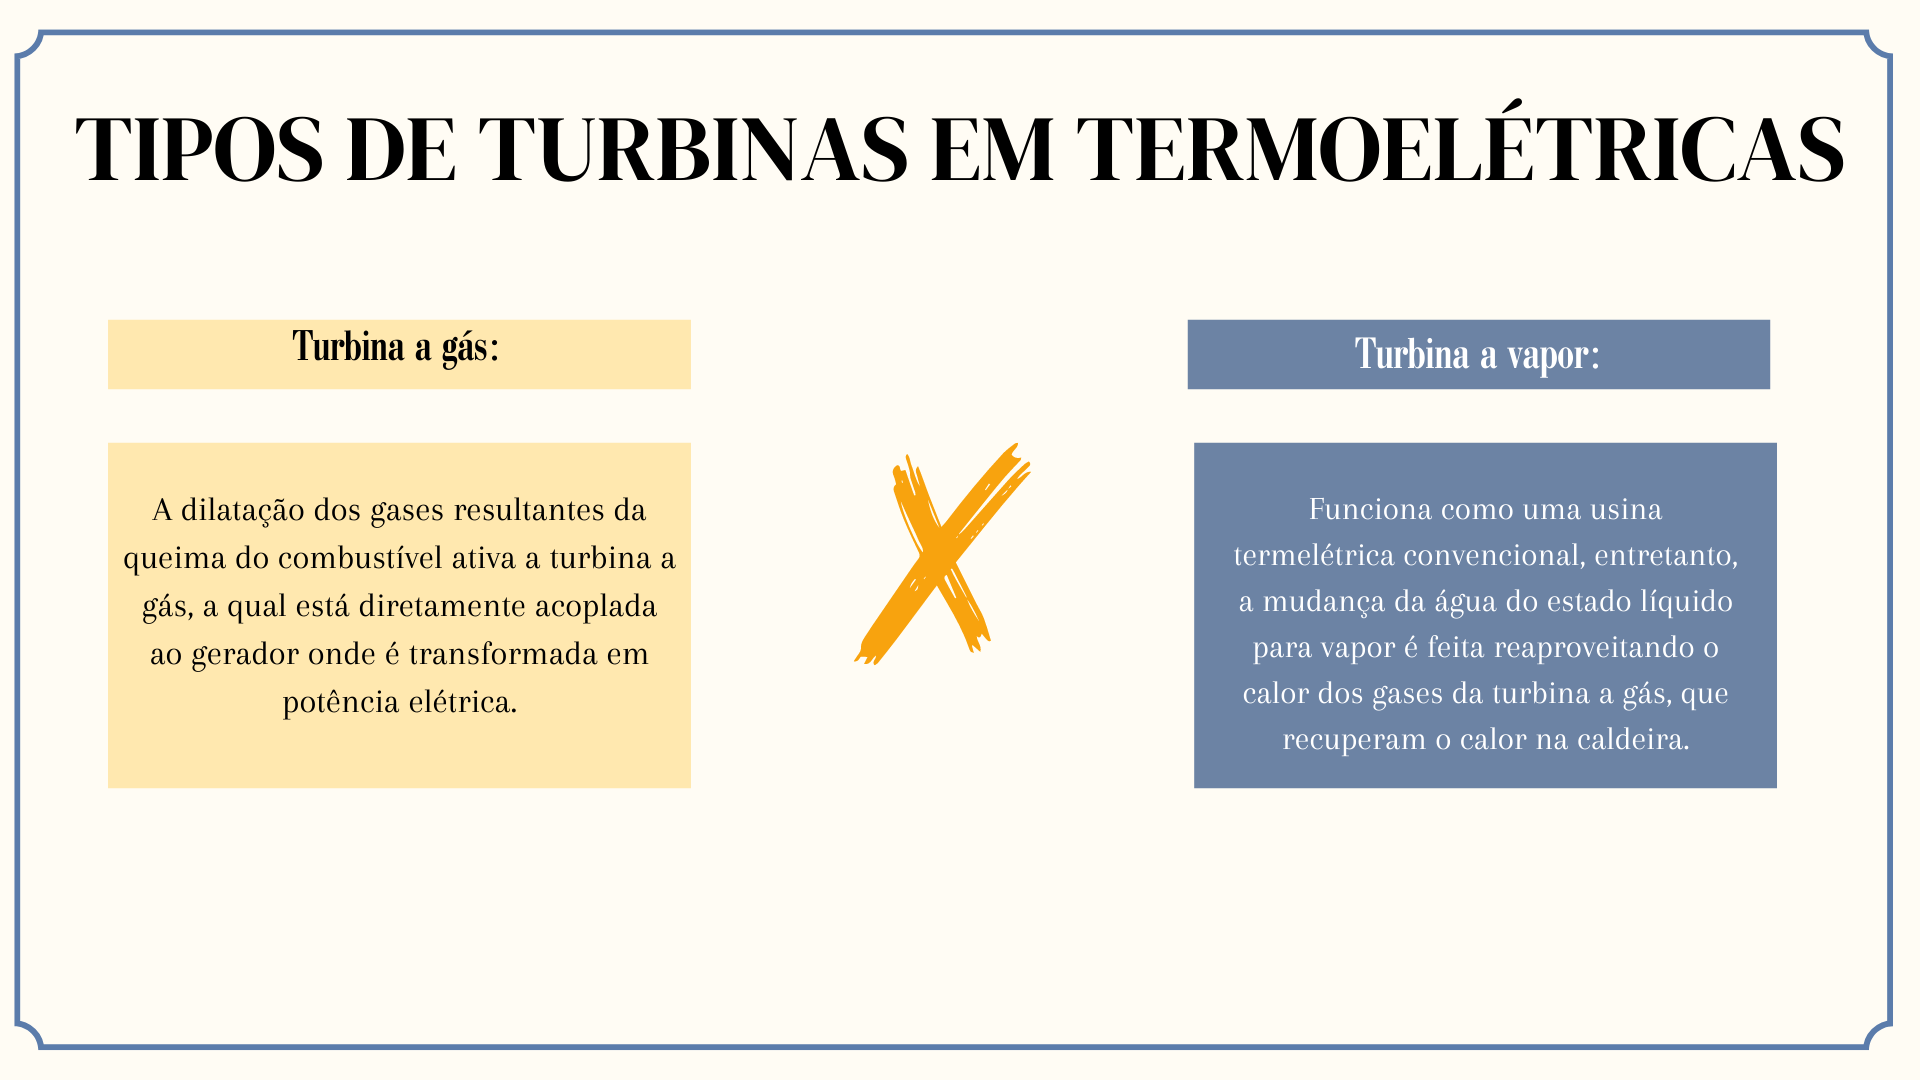 TIPOS DE TURBINAS EM TERMOELÉTRICAS
Turbina a gás:
A dilatação dos gases resultantes da
queima do combustível ativa a turbina a
gás, a qual está diretamente acoplada
ao gerador onde é transformada em
potência elétrica.
Turbina a vapor:
Funciona como uma usina
termelétrica convencional, entretanto,
a mudança da água do estado líquido
para vapor é feita reaproveitando o
calor dos gases da turbina a gás, que
recuperam o calor na caldeira.